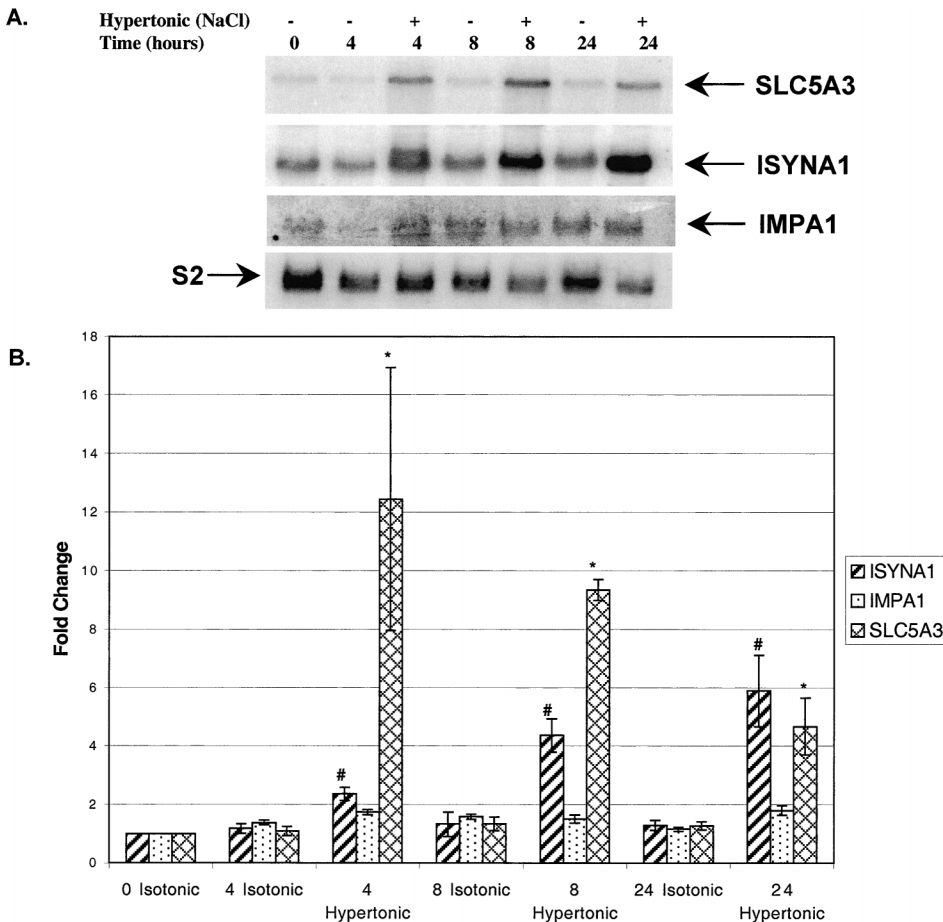 A.
Hypertonic (NaCl) - - + - + - +
Time (hours) 0 4 4 8 8 24 24
SLC5A3
ISYNA1
IMPA1
S2
B.
18
16
14
12
10
8
6
4
2
0
Fold Change
*
*
*
#
#
#
0 Isotonic 4 Isotonic 4 8 Isotonic 8 24 Isotonic 24
Hypertonic Hypertonic Hypertonic
ISYNA1
IMPA1
SLC5A3